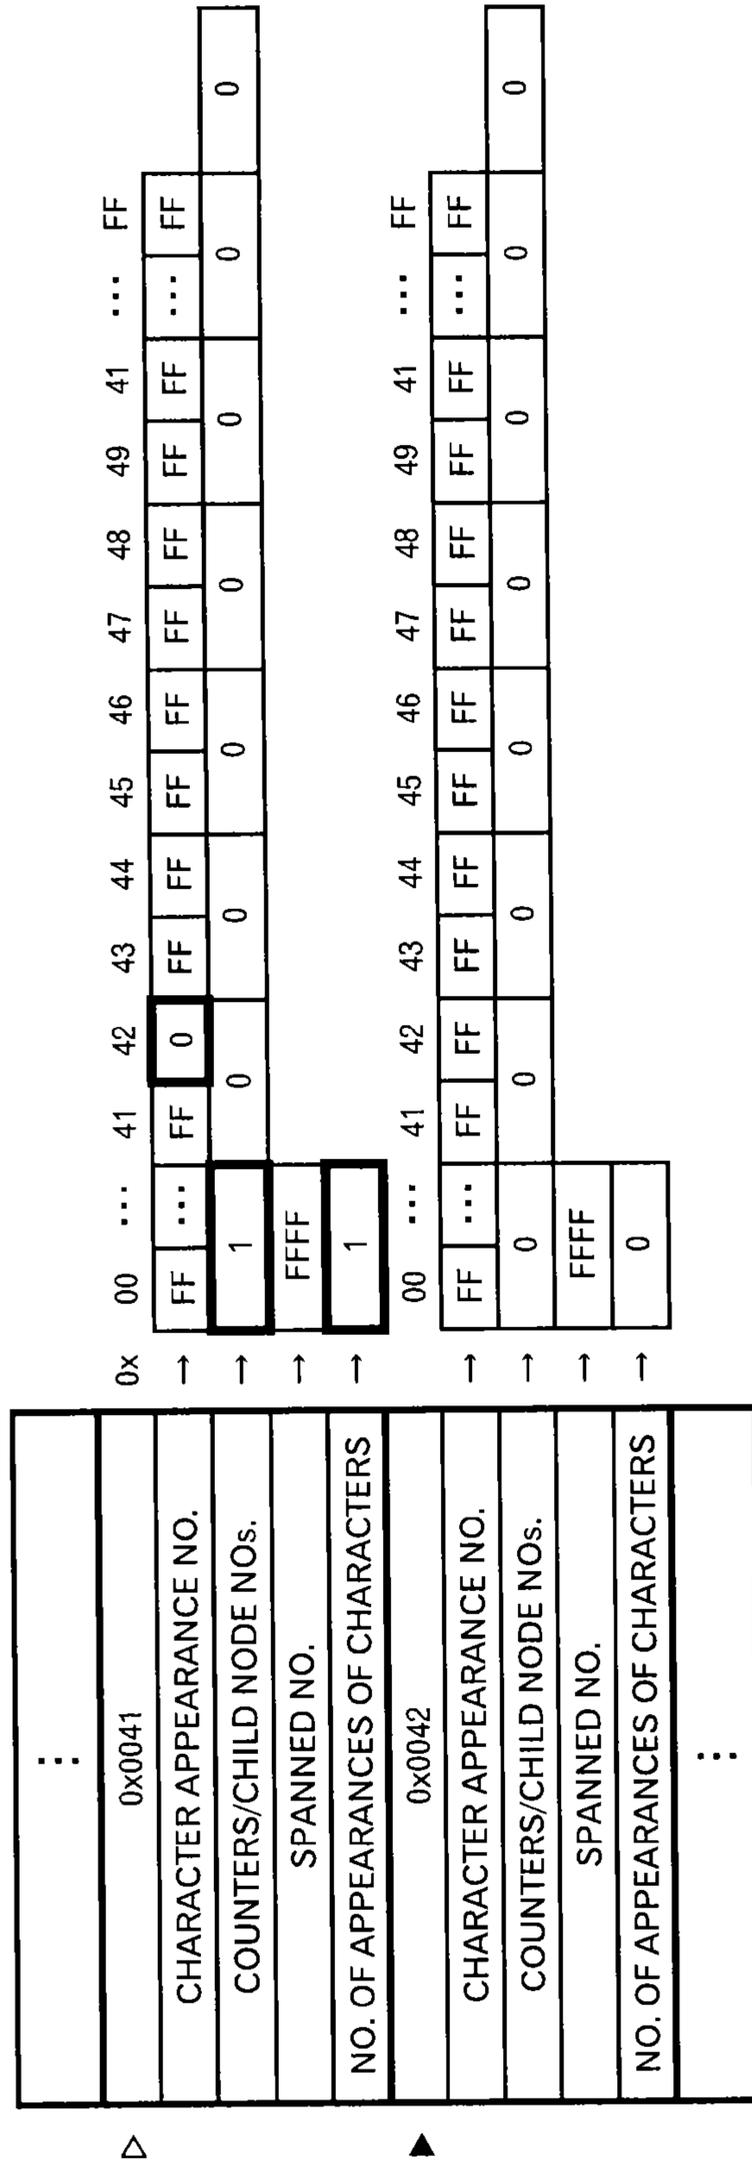 ⋮
△ 0x0041 0x 00 ... 41 42 43 44 45 46 47 48 49 41 ... FF
CHARACTER APPEARANCE NO. → FF ... FF 0 FF FF FF FF FF FF FF FF ... FF
COUNTERS/CHILD NODE NOs. → 1 0 0 0 0 0 0 0
SPANNED NO. → FFFF
NO. OF APPEARANCES OF CHARACTERS → 1
▲ 0x0042 00 ... 41 42 43 44 45 46 47 48 49 41 ... FF
CHARACTER APPEARANCE NO. → FF ... FF FF FF FF FF FF FF FF FF FF ... FF
COUNTERS/CHILD NODE NOs. → 0 0 0 0 0 0 0 0
SPANNED NO. → FFFF
NO. OF APPEARANCES OF CHARACTERS → 0
⋮